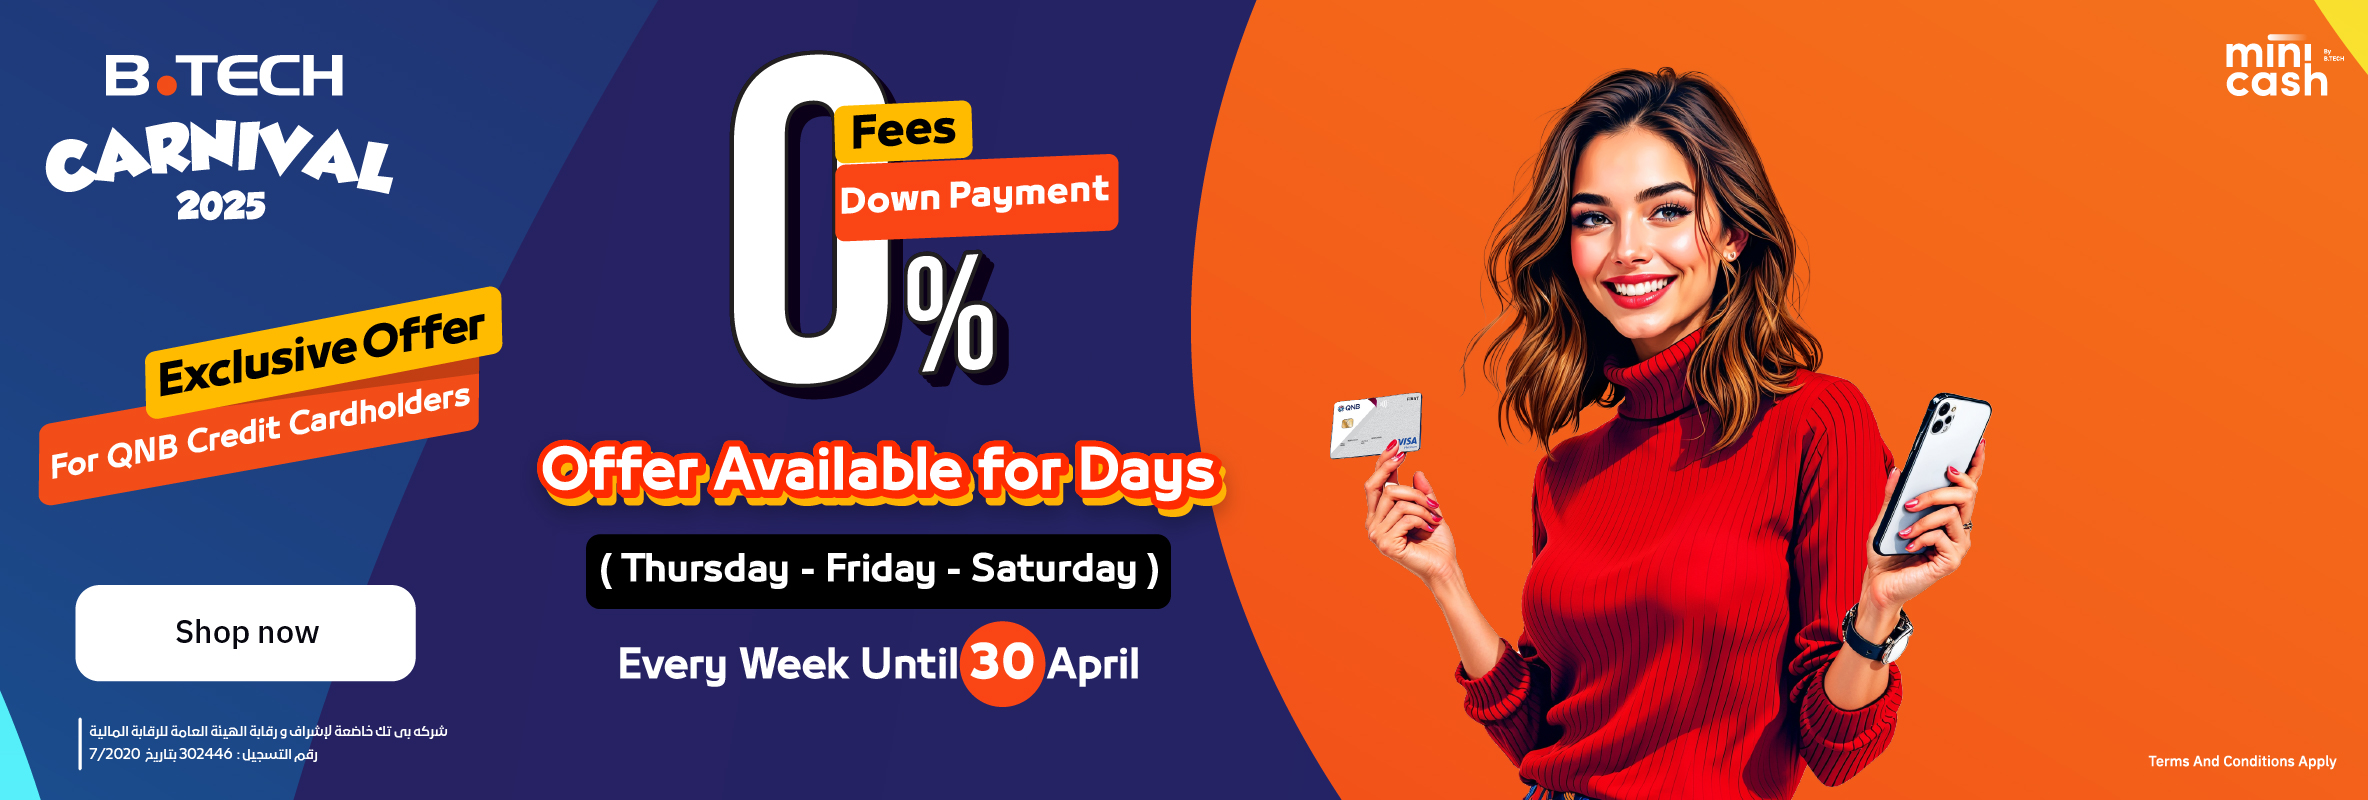 B.TECH
CARNIVAL
2025
Exclusive Offer
For QNB Credit Cardholders
Shop now
شركه بى تك خاضعة لإشراف و رقابة الهيئة العامة للرقابة المالية
رقم التسجيل : 302446 بتاريخ 7/2020
0%
Fees
Down Payment
Offer Available for Days
( Thursday - Friday - Saturday )
Every Week Until 30 April
QNB
FIRST
VISA
mini
cash
By
B.TECH
Terms And Conditions Apply